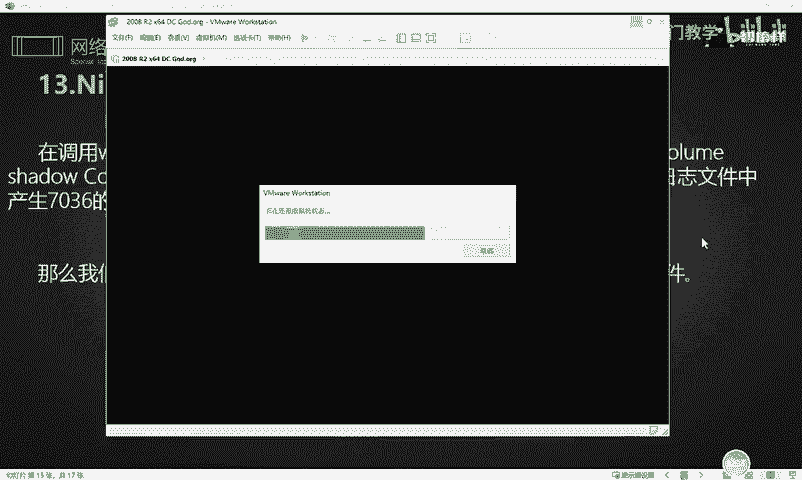 2008 R2 x64 DC God.org - VMware Workstation
文件(F) 编辑(E) 查看(V) 虚拟机(M) 选项卡(T) 帮助(H)
2008 R2 x64 DC God.org
网络
门教学
bilibili
13.Ni
在调用v
olume
shadow Co
日志文件中
产生7036的
VMware Workstation
正在还原虚拟机状态...
取消
那么我们
件。
幻灯片 第 15 张，共 17 张